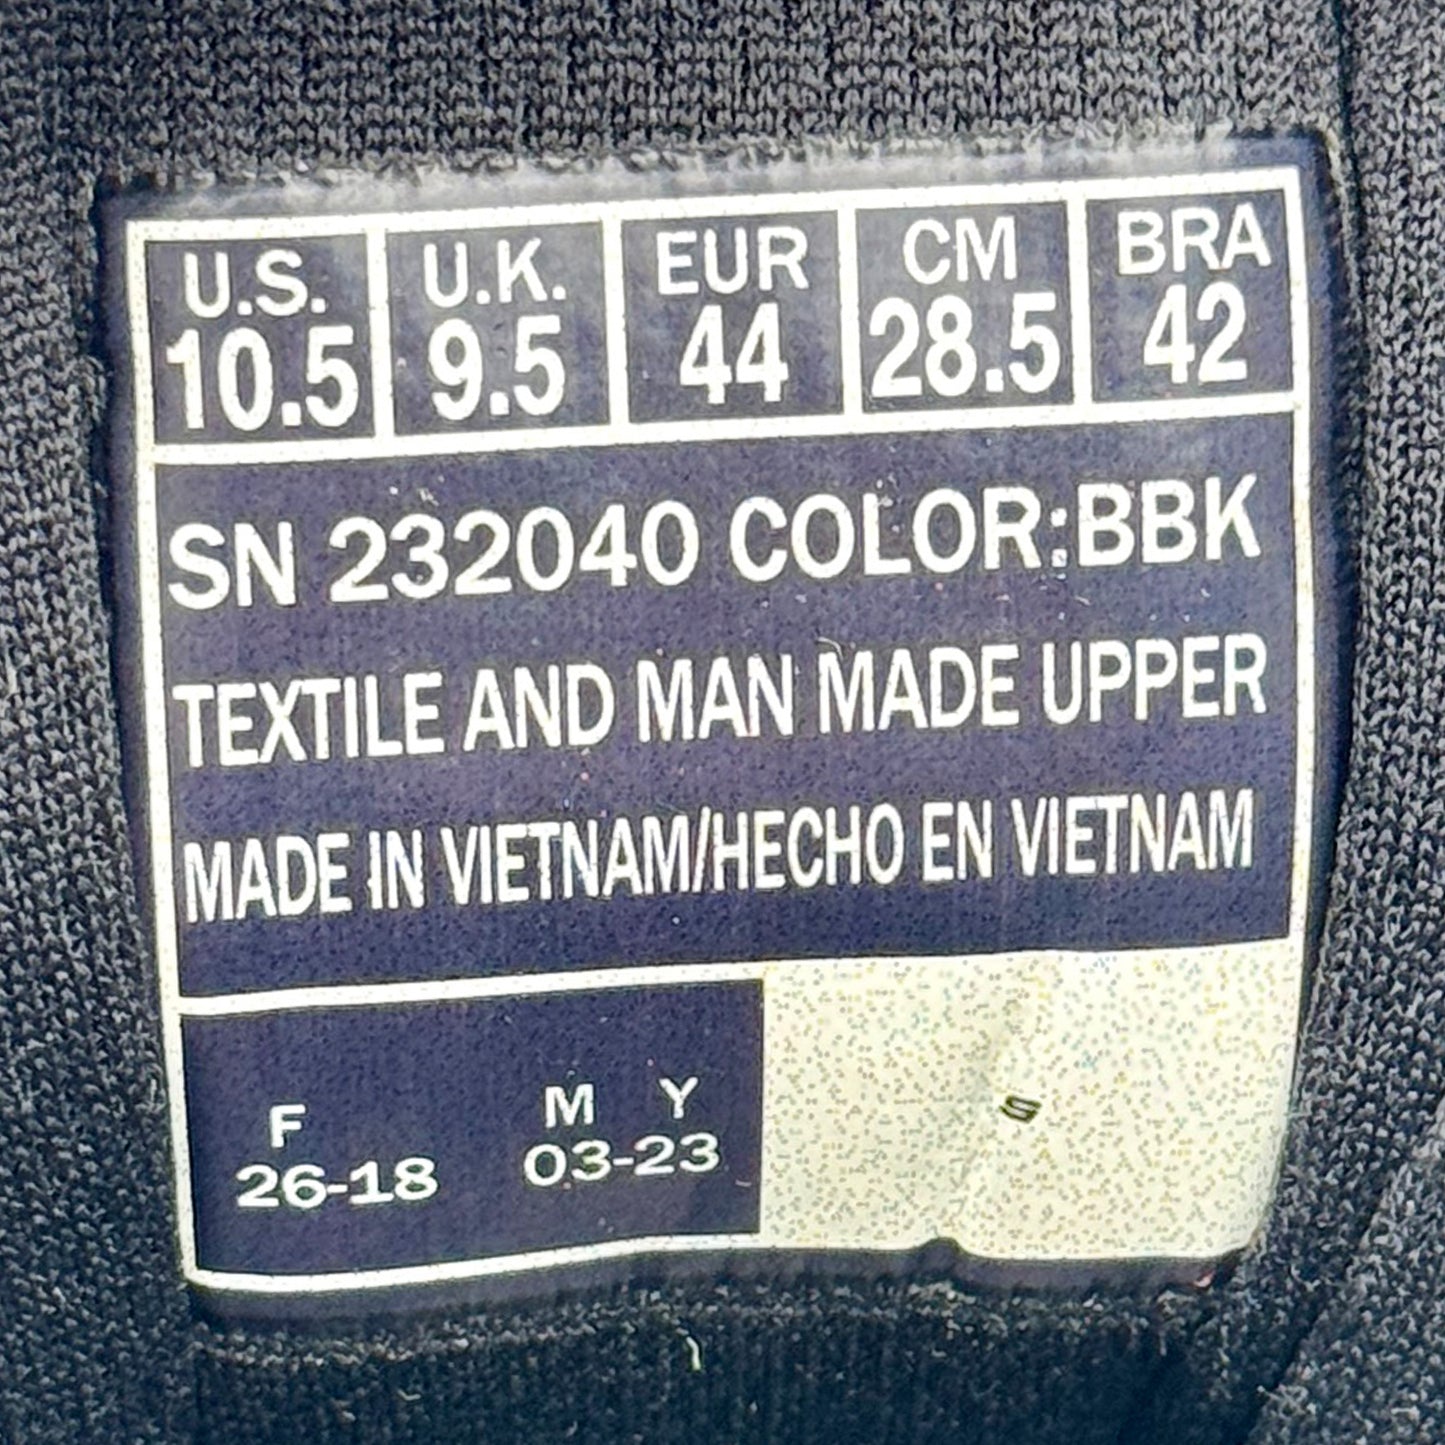 U.S. U.K. EUR CM BRA
10.5 9.5 44 28.5 42
SN 232040 COLOR:BBK
TEXTILE AND MAN MADE UPPER
MADE IN VIETNAM/HECHO EN VIETNAM
F M Y
26-18 03-23
S